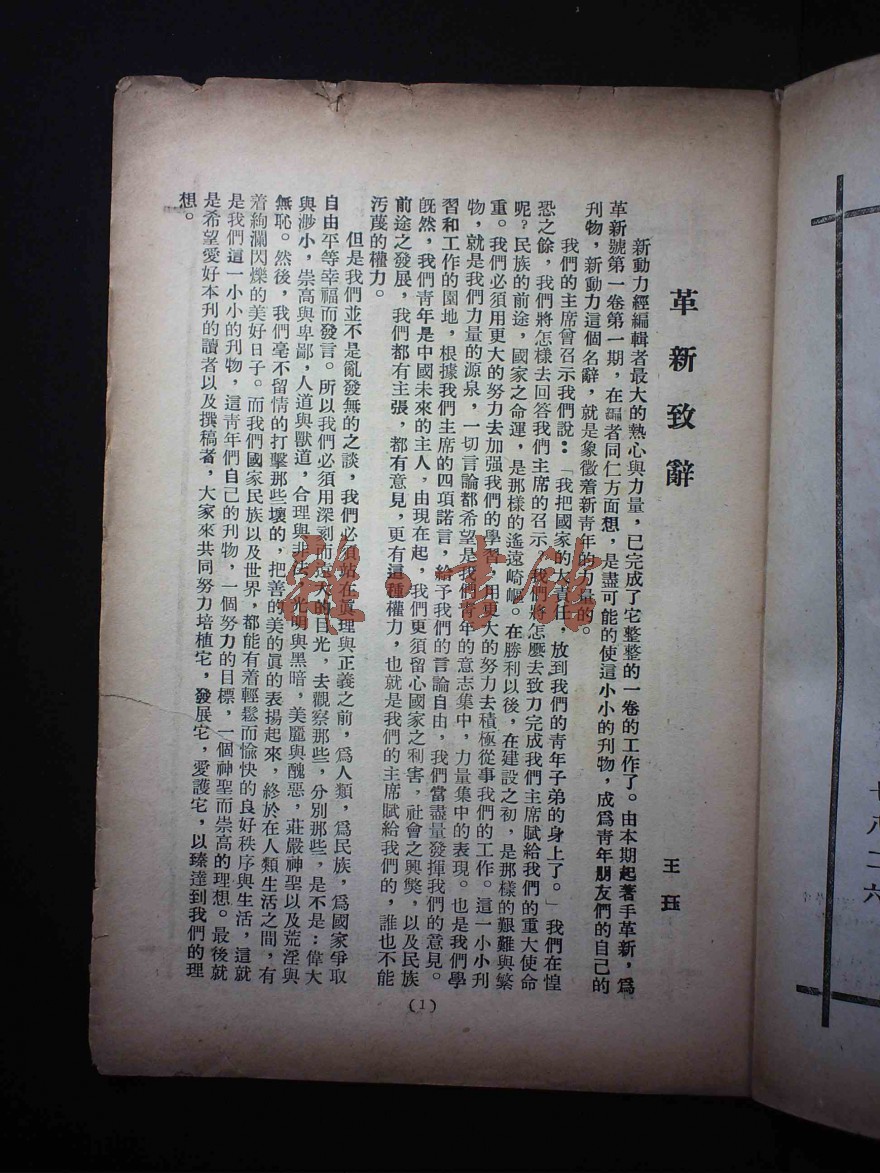 革新致辭
王珏
新動力經編輯者最大的熱心與力量，已完成了它整整的一卷的工作了。由本期起著手革新，爲
革新號第一卷第一期，在編者同仁方面想，是盡可能的使這小小的刊物，成爲青年朋友們的自己的
刊物，新動力這個名辭，就是象徵着新青年的力量的。
我們的主席曾召示我們說：「我把國家的大責任，放到我們的青年子弟的身上了。」我們在惶
恐之餘，我們將怎樣去回答我們主席的召示，我們將怎麼去致力完成我們主席賦給我們的重大使命
呢？民族的前途，國家之命運，是那樣的遙遠崎嶇。在勝利以後，在建設之初，是那樣的艱難與繁
重。我們必須用更大的努力去加强我們的學習，用更大的努力去積極從事我們的工作。這一小小刊
物，就是我們力量的源泉，一切言論都希望是我們青年的意志集中，力量集中的表現。也是我們學
習和工作的園地，根據我們主席的四項諾言，給予我們的言論自由，我們當盡量發揮我們的意見。
旣然，我們青年是中國未來的主人，由現在起，我們更須留心國家之利害，社會之興獘，以及民族
前途之發展，我們都有主張，都有意見，更有這種權力，也就是我們的主席賦給我們的，誰也不能
汚蔑的權力。
但是我們並不是亂發無的之談，我們必須站在眞理與正義之前，爲人類，爲民族，爲國家爭取
自由平等幸福而發言。所以我們必須用深刻而遠大的目光，去觀察那些，分別那些，是不是：偉大
與渺小，崇高與卑鄙，人道與獸道，合理與非法，光明與黑暗，美麗與醜惡，莊嚴神聖以及荒淫與
無恥。然後，我們毫不留情的打擊那些壞的，把善的美的眞的表揚起來，終於在人類生活之間，有
着絢瀾閃爍的美好日子。而我們國家民族以及世界，都能有着輕鬆而愉快的良好秩序與生活，這就
是我們這一小小的刊物，這青年們自己的刊物，一個努力的目標，一個神聖而崇高的理想。最後就
是希望愛好本刊的讀者以及撰稿者，大家來共同努力培植它，發展它，愛護它，以臻達到我們的理
想。
(1)
雜·書館